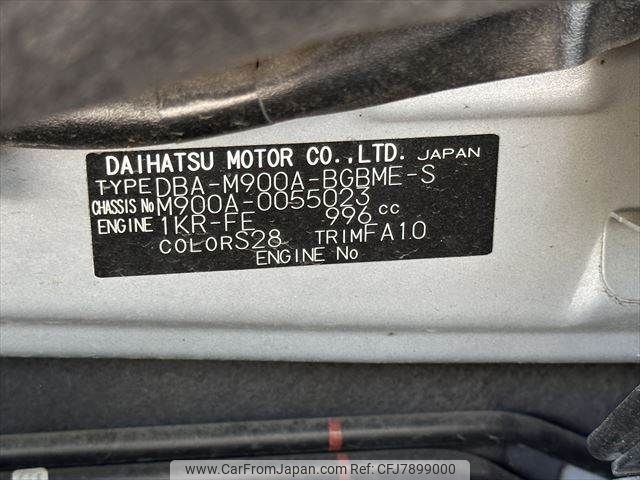 DAIHATSU MOTOR CO.,LTD. JAPAN
TYPE DBA-M900A-BGBME-S
CHASSIS No M900A-0055023
ENGINE 1KR-FE 996 cc
COLOR S28 TRIM FA10
ENGINE No
www.CarFromJapan.com - CFJ7899000